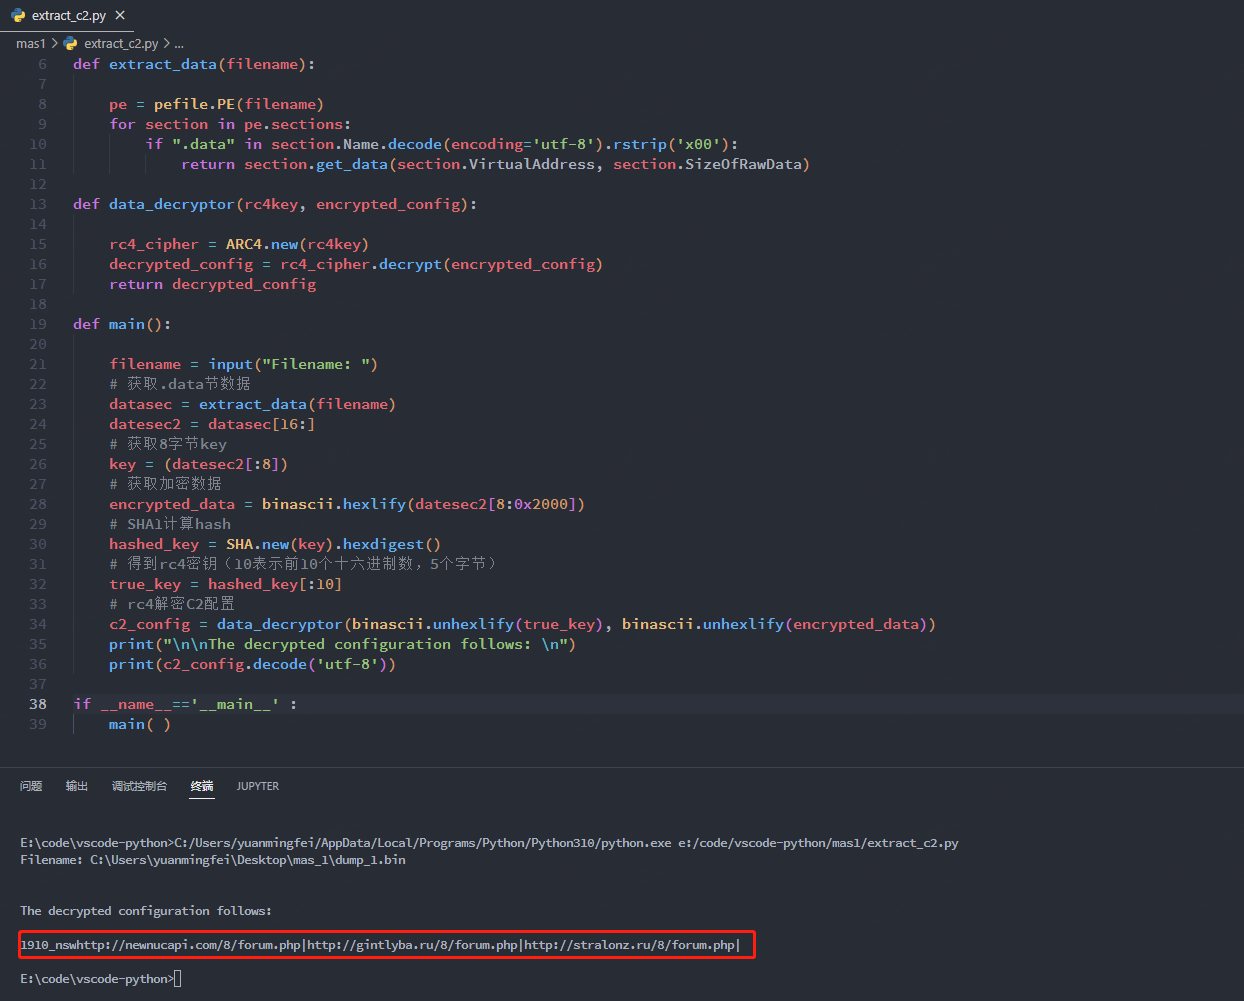 extract_c2.py ×
mas1 > extract_c2.py > ...
6 def extract_data(filename):
7
8 pe = pefile.PE(filename)
9 for section in pe.sections:
10 if ".data" in section.Name.decode(encoding='utf-8').rstrip('x00'):
11 return section.get_data(section.VirtualAddress, section.SizeOfRawData)
12
13 def data_decryptor(rc4key, encrypted_config):
14
15 rc4_cipher = ARC4.new(rc4key)
16 decrypted_config = rc4_cipher.decrypt(encrypted_config)
17 return decrypted_config
18
19 def main():
20
21 filename = input("Filename: ")
22 # 获取.data节数据
23 datasec = extract_data(filename)
24 datesec2 = datasec[16:]
25 # 获取8字节key
26 key = (datesec2[:8])
27 # 获取加密数据
28 encrypted_data = binascii.hexlify(datesec2[8:0x2000])
29 # SHA1计算hash
30 hashed_key = SHA.new(key).hexdigest()
31 # 得到rc4密钥（10表示前10个十六进制数，5个字节）
32 true_key = hashed_key[:10]
33 # rc4解密C2配置
34 c2_config = data_decryptor(binascii.unhexlify(true_key), binascii.unhexlify(encrypted_data))
35 print("\n\nThe decrypted configuration follows: \n")
36 print(c2_config.decode('utf-8'))
37
38 if __name__=='__main__' :
39 main( )
问题 输出 调试控制台 终端 JUPYTER
E:\code\vscode-python>C:/Users/yuanmingfei/AppData/Local/Programs/Python/Python310/python.exe e:/code/vscode-python/mas1/extract_c2.py
Filename: C:\Users\yuanmingfei\Desktop\mas_1\dump_1.bin
The decrypted configuration follows:
1910_nswhttp://newnucapi.com/8/forum.php|http://gintlyba.ru/8/forum.php|http://stralonz.ru/8/forum.php|
E:\code\vscode-python>